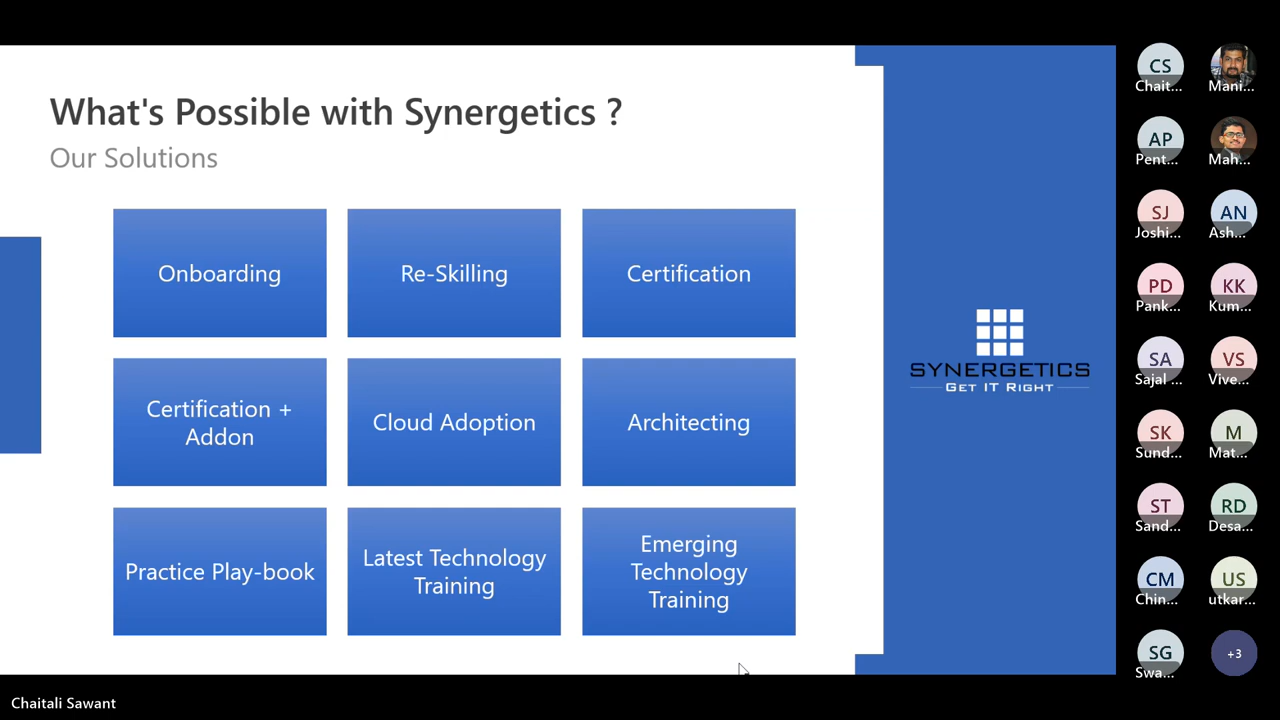 What's Possible with Synergetics ?
Our Solutions
Onboarding
Re-Skilling
Certification
Certification +
Addon
Cloud Adoption
Architecting
Practice Play-book
Latest Technology
Training
Emerging
Technology
Training
SYNERGETICS
GET IT RIGHT
CS
Chait...
Mani...
AP
Pent...
Mah...
SJ
Joshi...
AN
Ash...
PD
Pank...
KK
Kum...
SA
Sajal ...
VS
Vive...
SK
Sund...
M
Mat...
ST
Sand...
RD
Desa...
CM
Chin...
US
utkar...
SG
Swa...
+3
Chaitali Sawant